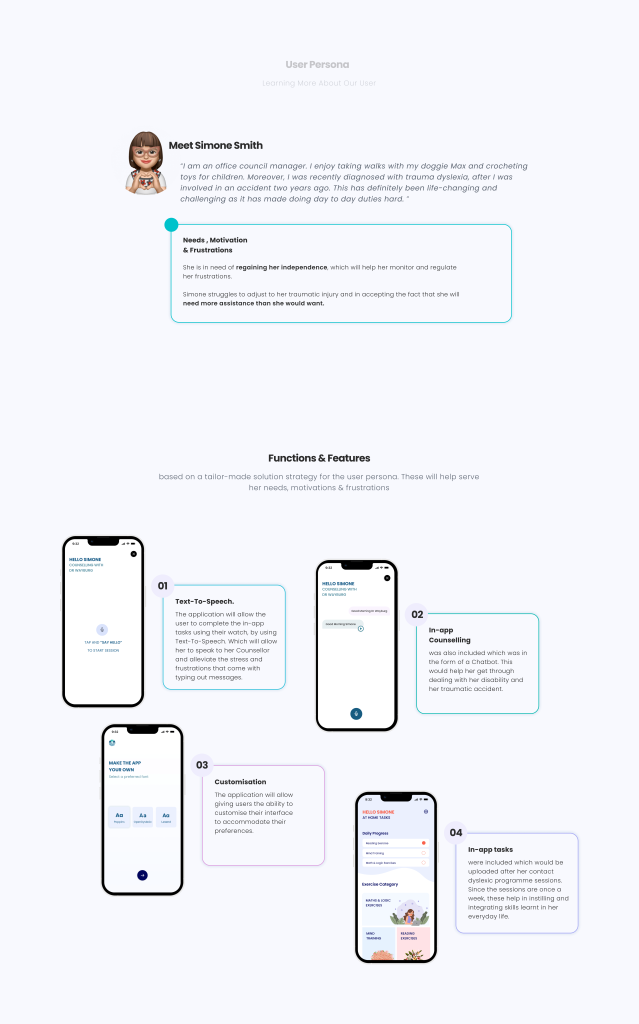 User Persona
Learning More About Our User
Meet Simone Smith
"I am an office council manager. I enjoy taking walks with my doggie Max and crocheting
toys for children. Moreover, I was recently diagnosed with trauma dyslexia, after I was
involved in an accident two years ago. This has definitely been life-changing and
challenging as it has made doing day to day duties hard. "
Needs , Motivation
& Frustrations
She is in need of regaining her independence, which will help her monitor and regulate
her frustrations.
Simone struggles to adjust to her traumatic injury and in accepting the fact that she will
need more assistance than she would want.
Functions & Features
based on a tailor-made solution strategy for the user persona. These will help serve
her needs, motivations & frustrations
9:32
HELLO SIMONE
COUNSELLING WITH
TAP AND "SAY HELLO"
TO START SESSION
01
Text-To-Speech.
The application will allow the
user to complete the in-app
tasks using their watch, by using
Text-To-Speech. Which will allow
her to speak to her Counsellor
and alleviate the stress and
frustrations that come with
typing out messages.
9:32
HELLO SIMONE
COUNSELLING WITH
Good Morning Simone
02
In-app
Counselling
was also included which was in
the form of a Chatbot. This
would help her get through
dealing with her disability and
her traumatic accident.
9:32
MAKE THE APP
YOUR OWN
Select a preferred font
Aa
Aa
Aa
Poppins
03
Customisation
The application will allow
giving users the ability to
customise their interface
to accommodate their
preferences.
9:32
HELLO SIMONE
AT HOME TASKS
Daily Progress
Reading Exercise
Mind Training
Maths & Logic Exercises
Exercise Category
MATHS & LOGIC
EXERCISES
MIND
TRAINING
READING
EXERCISES
04
In-app tasks
were included which would be
uploaded after her contact
dyslexic programme sessions.
Since the sessions are once a
week, these help in instilling and
integrating skills learnt in her
everyday life.